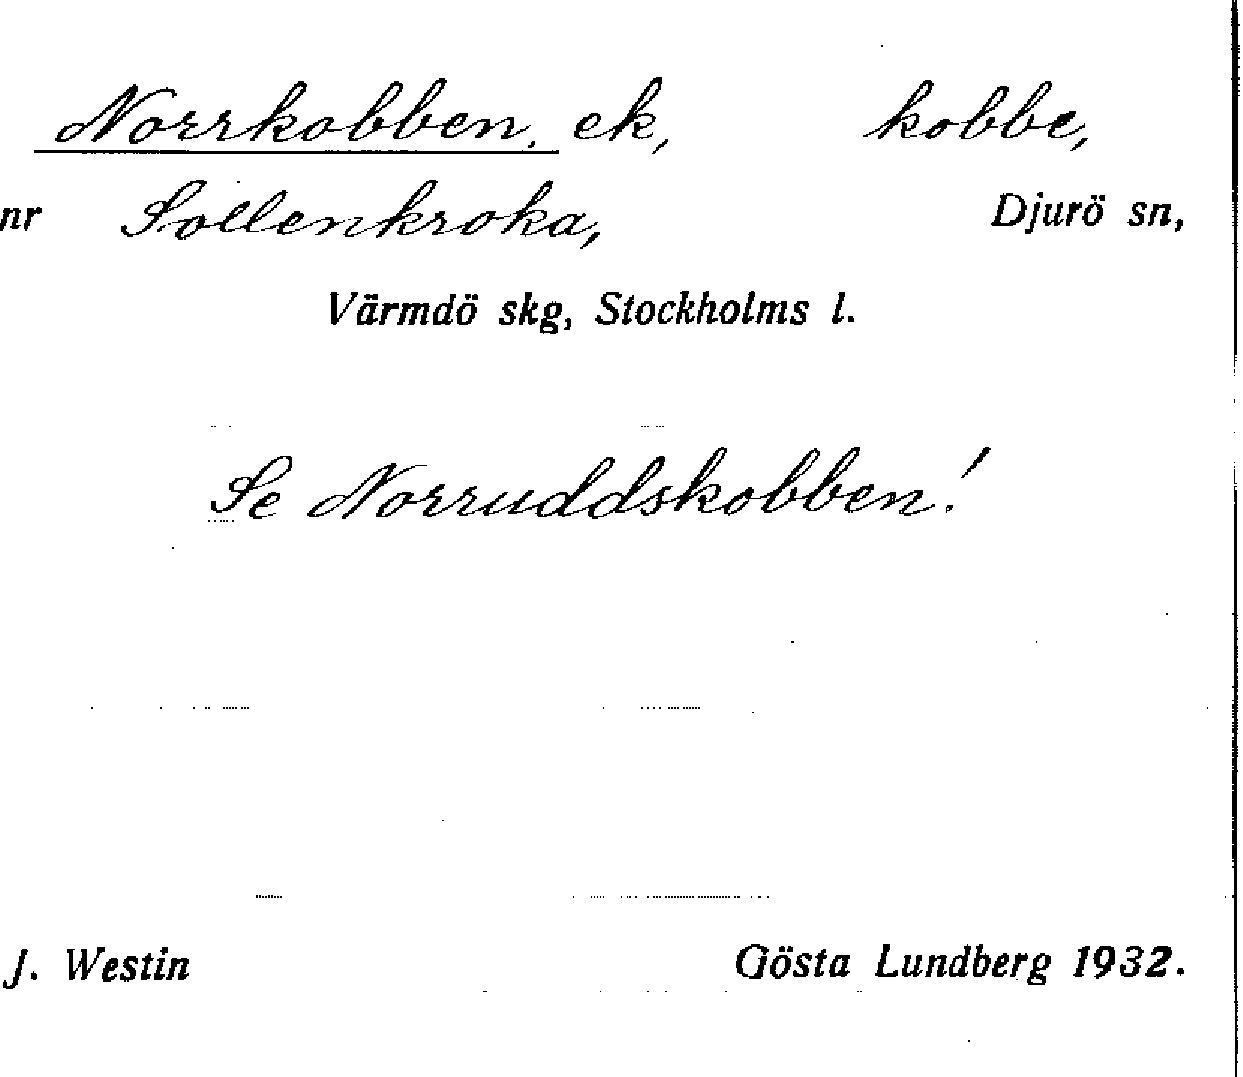 Norrkobben, ek, kobbe,
nr Sollenkroka, Djurö sn,
Värmdö skg, Stockholms l.
Se Norruddskobben!
J. Westin Gösta Lundberg 1932.